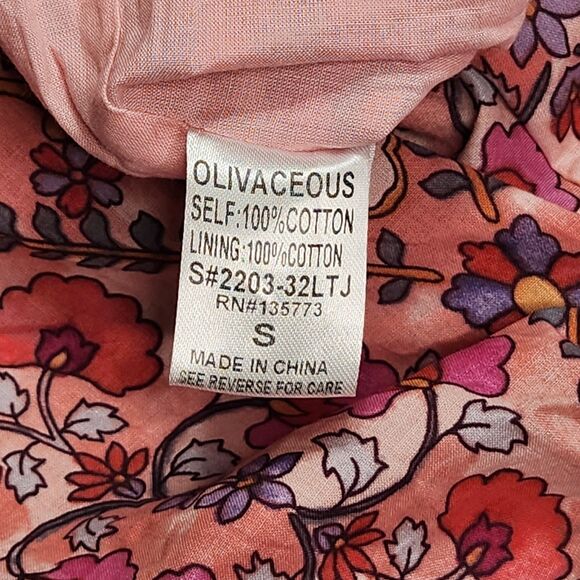 OLIVACEOUS
SELF:100%COTTON
LINING:100%COTTON
S#2203-32LTJ
RN#135773
S
MADE IN CHINA
SEE REVERSE FOR CARE